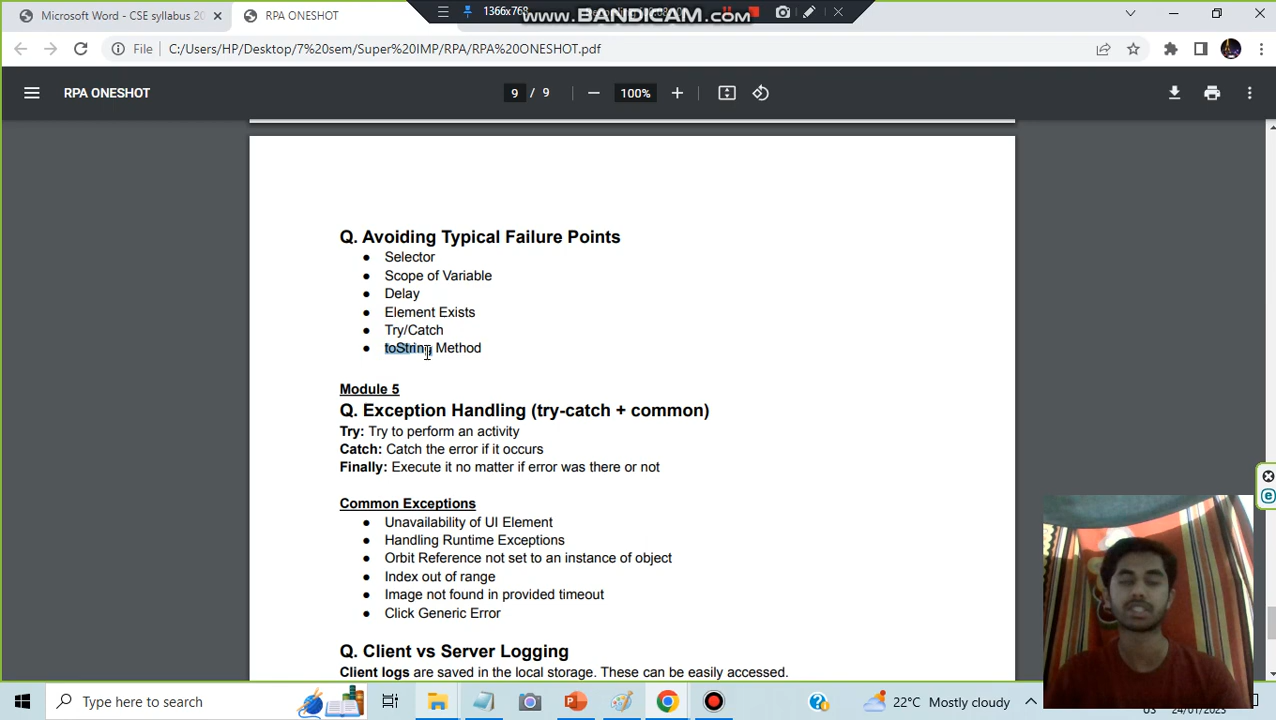 Microsoft Word - CSE syllabus 20
RPA ONESHOT
1366x768
www.BANDICAM.com
File
C:/Users/HP/Desktop/7%20sem/Super%20IMP/RPA/RPA%20ONESHOT.pdf
RPA ONESHOT
9 / 9
100%
Q. Avoiding Typical Failure Points
● Selector
● Scope of Variable
● Delay
● Element Exists
● Try/Catch
● toString Method
Module 5
Q. Exception Handling (try-catch + common)
Try: Try to perform an activity
Catch: Catch the error if it occurs
Finally: Execute it no matter if error was there or not
Common Exceptions
● Unavailability of UI Element
● Handling Runtime Exceptions
● Orbit Reference not set to an instance of object
● Index out of range
● Image not found in provided timeout
● Click Generic Error
Q. Client vs Server Logging
Client logs are saved in the local storage. These can be easily accessed.
Type here to search
22°C Mostly cloudy
US
24/01/2023